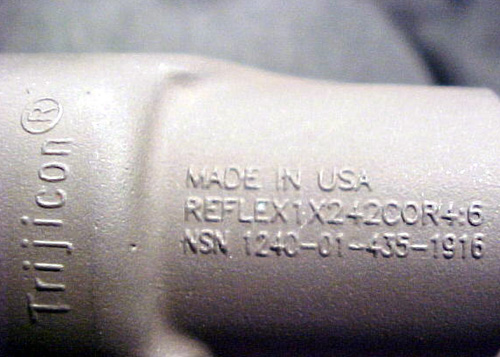 Trijicon®
MADE IN USA
REFLEX1X242COR4:6
NSN 1240-01-435-1916